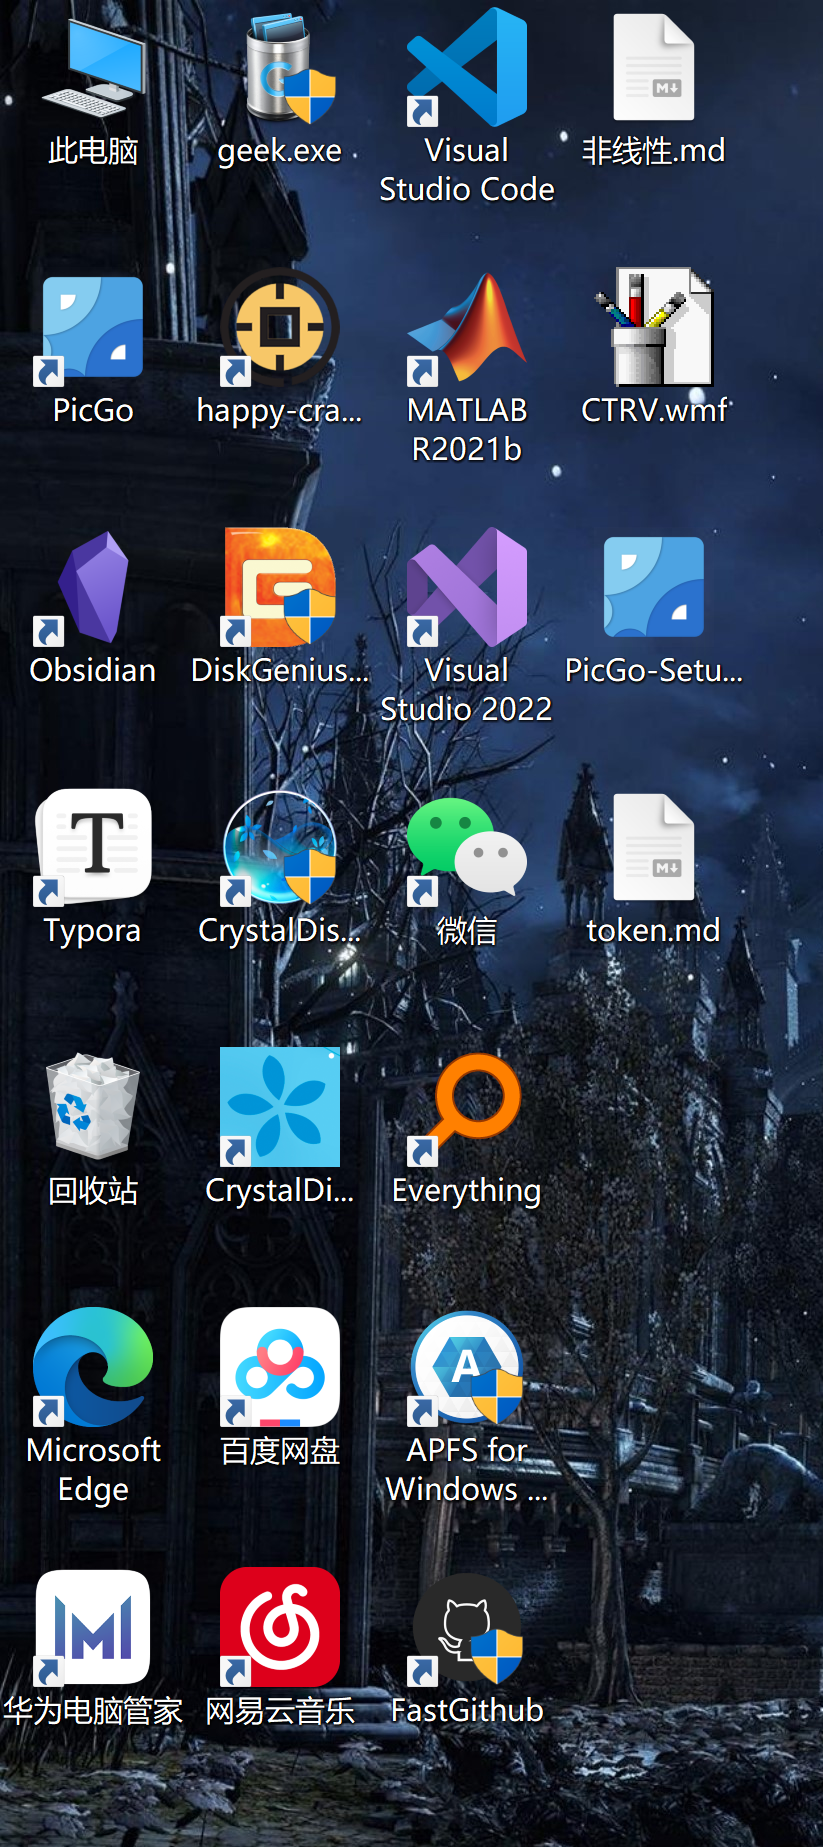 此电脑
geek.exe
Visual
Studio Code
非线性.md
PicGo
happy-cra...
MATLAB
R2021b
CTRV.wmf
Obsidian
DiskGenius...
Visual
Studio 2022
PicGo-Setu...
Typora
CrystalDis...
微信
token.md
回收站
CrystalDi...
Everything
Microsoft
Edge
百度网盘
APFS for
Windows ...
华为电脑管家
网易云音乐
FastGithub